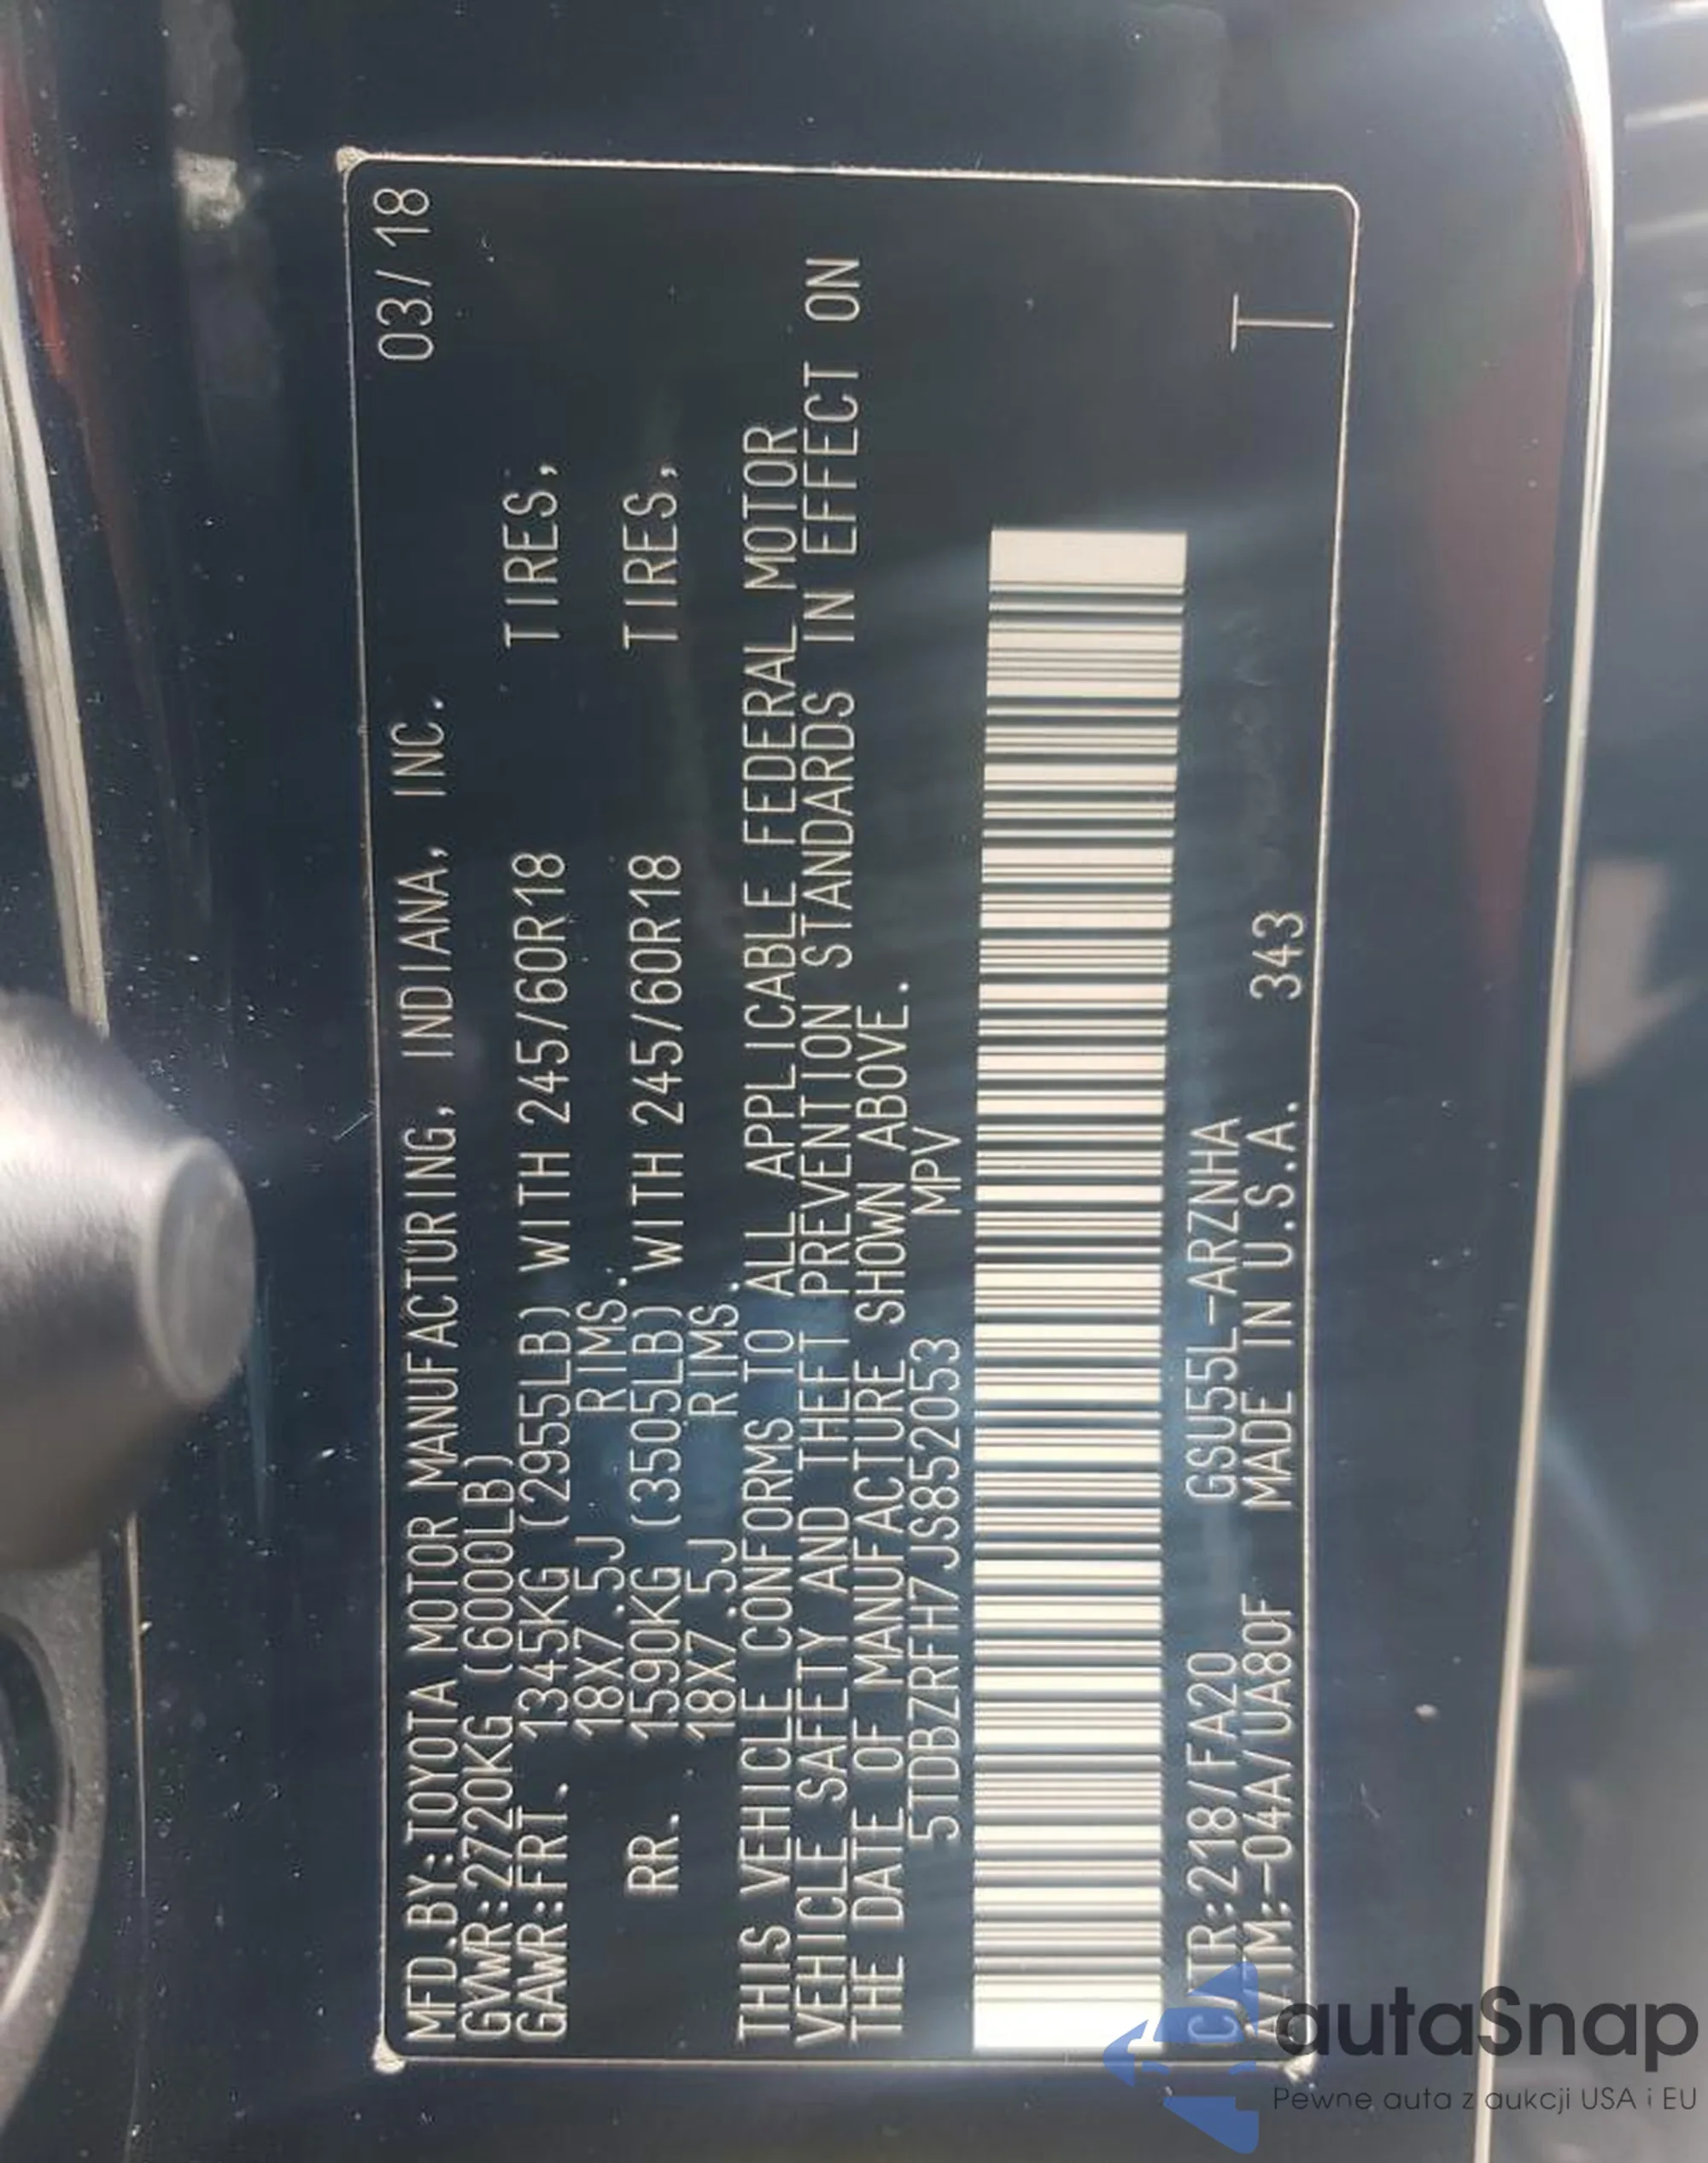 MFD.BY:TOYOTA MOTOR MANUFACTURING, INDIANA, INC. 03/18
GVWR:2720KG (6000LB)
GAWR:FRT. 1345KG (2955LB) WITH 245/60R18 TIRES,
18X7.5J RIMS.
RR. 1590KG (3505LB) WITH 245/60R18 TIRES,
18X7.5J RIMS.
THIS VEHICLE CONFORMS TO ALL APPLICABLE FEDERAL MOTOR
VEHICLE SAFETY AND THEFT PREVENTION STANDARDS IN EFFECT ON
THE DATE OF MANUFACTURE SHOWN ABOVE.
5TDBZRFH7JS852053 MPV
C/TR:218/FA20 GSU55L-ARZNHA T
A/TM:-04A/UA80F MADE IN U.S.A. 343
autaSnap
Pewne auta z aukcji USA i EU